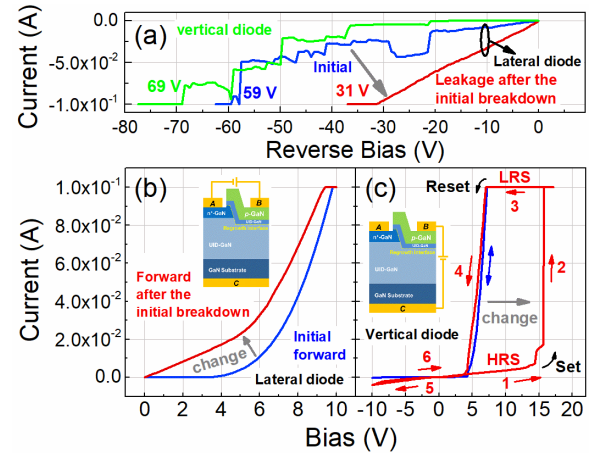 Current (A)
0.0
-5.0x10⁻²
-1.0x10⁻¹
(a)
vertical diode
69 V
59 V
Initial
31 V
Lateral diode
Leakage after the
initial breakdown
-80 -70 -60 -50 -40 -30 -20 -10 0
Reverse Bias (V)
Current (A)
1.0x10⁻¹
8.0x10⁻²
6.0x10⁻²
4.0x10⁻²
2.0x10⁻²
0.0
(b)
A B
n⁺-GaN
p-GaN
UID-GaN
UID-GaN
GaN Substrate
C
Forward
after the
initial breakdown
change
Initial
forward
Lateral diode
0 2 4 6 8 10
(c)
Reset
LRS
3
A B
n⁺-GaN
p-GaN
UID-GaN
Regrowth interface
UID-GaN
GaN Substrate
C
4
2
change
Vertical diode
6
5
HRS
1
Set
-10 -5 0 5 10 15 20
Bias (V)